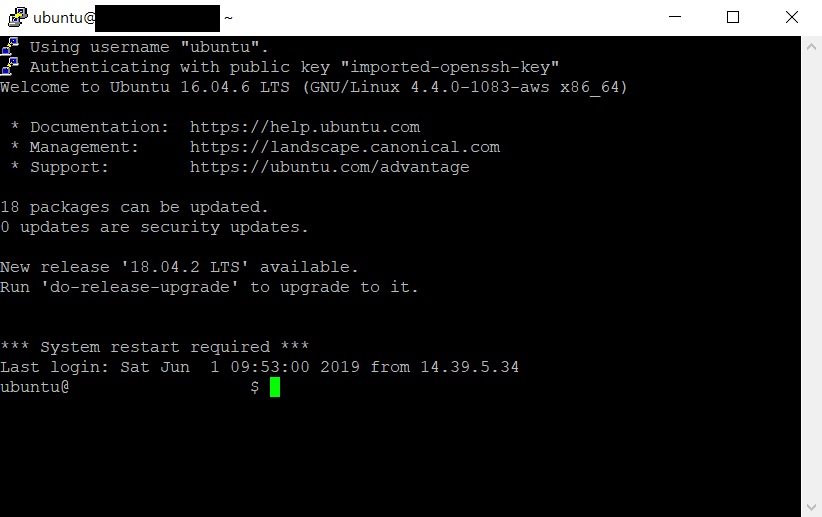 ubuntu@ ~
Using username "ubuntu".
Authenticating with public key "imported-openssh-key"
Welcome to Ubuntu 16.04.6 LTS (GNU/Linux 4.4.0-1083-aws x86_64)
* Documentation: https://help.ubuntu.com
* Management: https://landscape.canonical.com
* Support: https://ubuntu.com/advantage
18 packages can be updated.
0 updates are security updates.
New release '18.04.2 LTS' available.
Run 'do-release-upgrade' to upgrade to it.
*** System restart required ***
Last login: Sat Jun 1 09:53:00 2019 from 14.39.5.34
ubuntu@ $